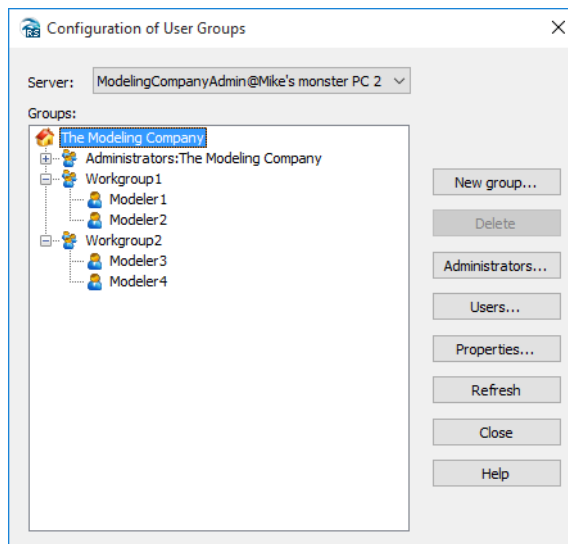 Configuration of User Groups
Server: ModelingCompanyAdmin@Mike's monster PC 2
Groups:
The Modeling Company
Administrators:The Modeling Company
Workgroup1
Modeler1
Modeler2
Workgroup2
Modeler3
Modeler4
New group...
Delete
Administrators...
Users...
Properties...
Refresh
Close
Help